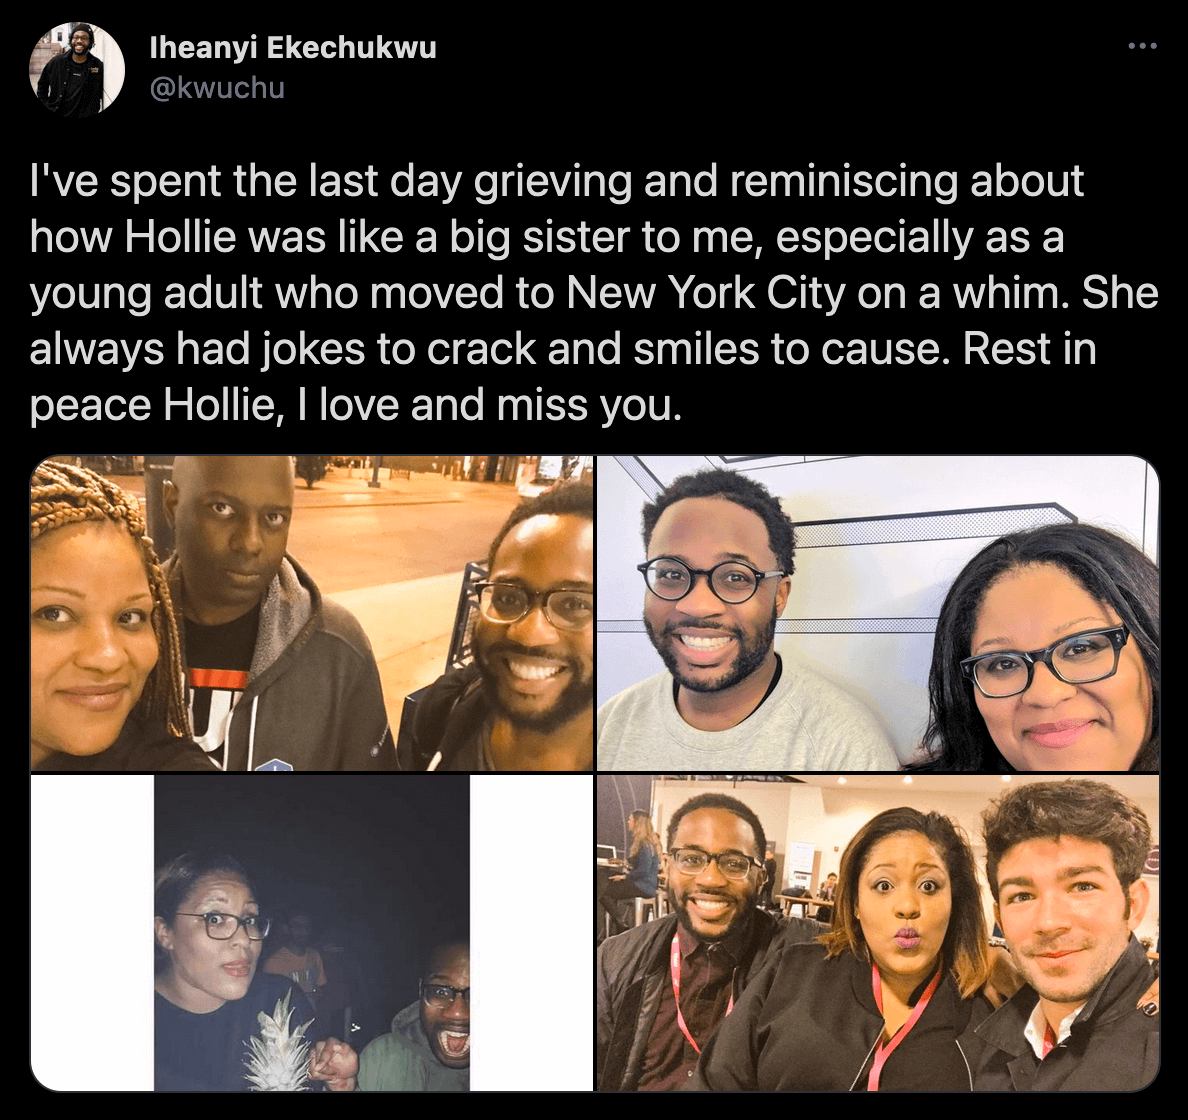 Iheanyi Ekechukwu
@kwuchu
I've spent the last day grieving and reminiscing about
how Hollie was like a big sister to me, especially as a
young adult who moved to New York City on a whim. She
always had jokes to crack and smiles to cause. Rest in
peace Hollie, I love and miss you.